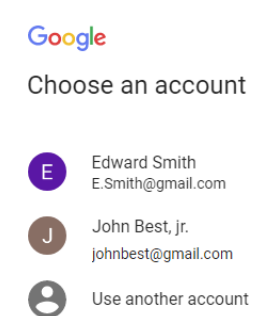 Google
Choose an account
E
Edward Smith
E.Smith@gmail.com
J
John Best, jr.
johnbest@gmail.com
Use another account